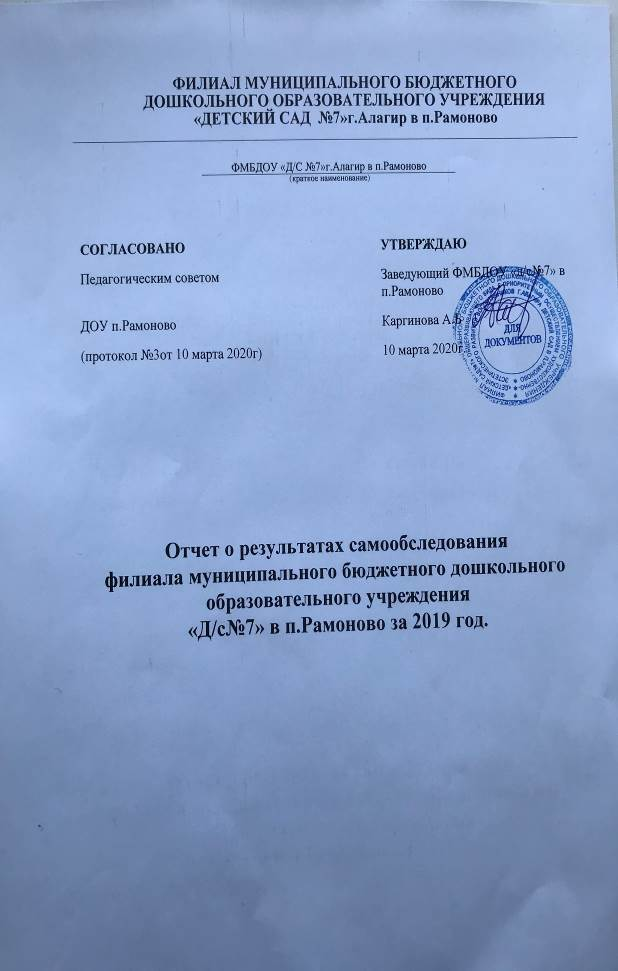 ФИЛИАЛ МУНИЦИПАЛЬНОГО БЮДЖЕТНОГО
ДОШКОЛЬНОГО ОБРАЗОВАТЕЛЬНОГО УЧРЕЖДЕНИЯ
«ДЕТСКИЙ САД №7»г.Алагир в п.Рамоново
ФМБДОУ «Д/С №7»г.Алагир в п.Рамоново
(краткое наименование)
СОГЛАСОВАНО
Педагогическим советом
ДОУ п.Рамоново
(протокол №3от 10 марта 2020г)
УТВЕРЖДАЮ
Заведующий ФМБДОУ «д/с№7» в
п.Рамоново
Каргинова А.Б
10 марта 2020г
ДЛЯ
ДОКУМЕНТОВ
Отчет о результатах самообследования
филиала муниципального бюджетного дошкольного
образовательного учреждения
«Д/с№7» в п.Рамоново за 2019 год.